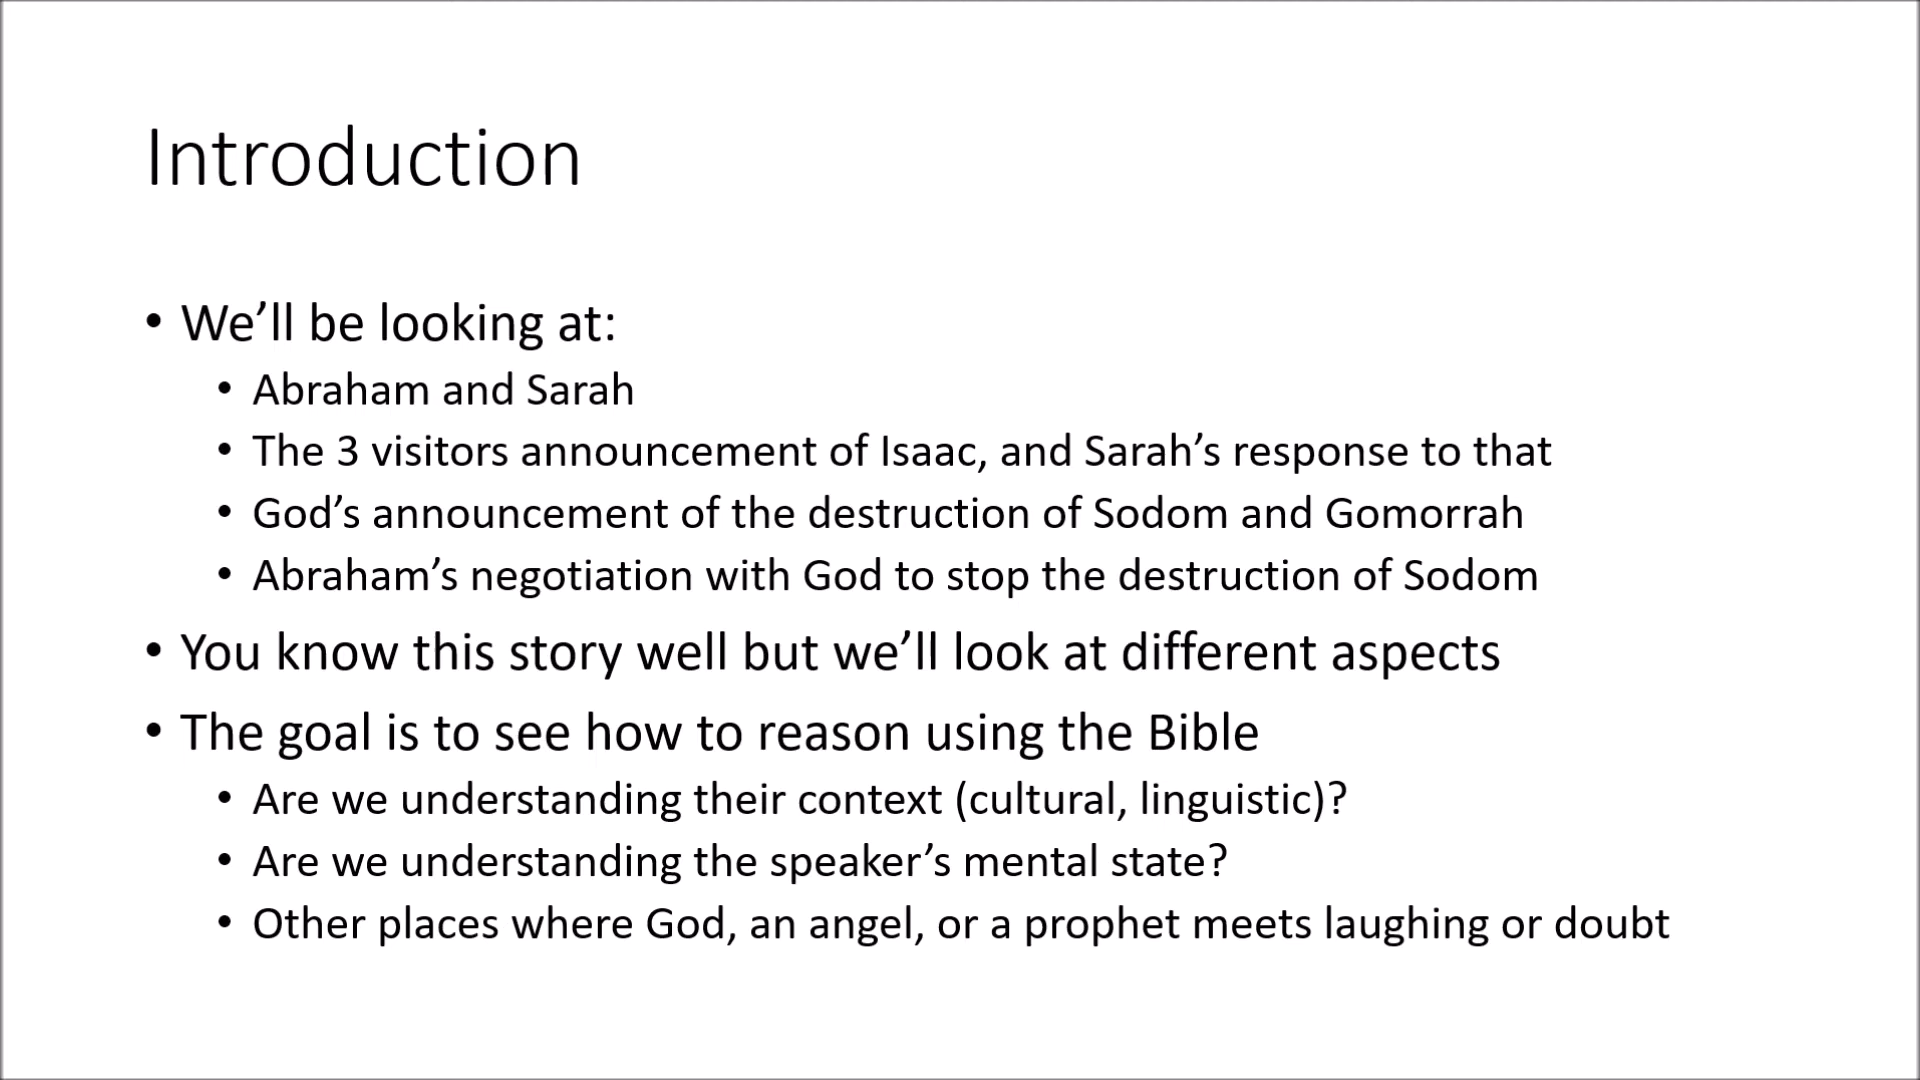 Introduction
• We’ll be looking at:
• Abraham and Sarah
• The 3 visitors announcement of Isaac, and Sarah’s response to that
• God’s announcement of the destruction of Sodom and Gomorrah
• Abraham’s negotiation with God to stop the destruction of Sodom
• You know this story well but we’ll look at different aspects
• The goal is to see how to reason using the Bible
• Are we understanding their context (cultural, linguistic)?
• Are we understanding the speaker’s mental state?
• Other places where God, an angel, or a prophet meets laughing or doubt